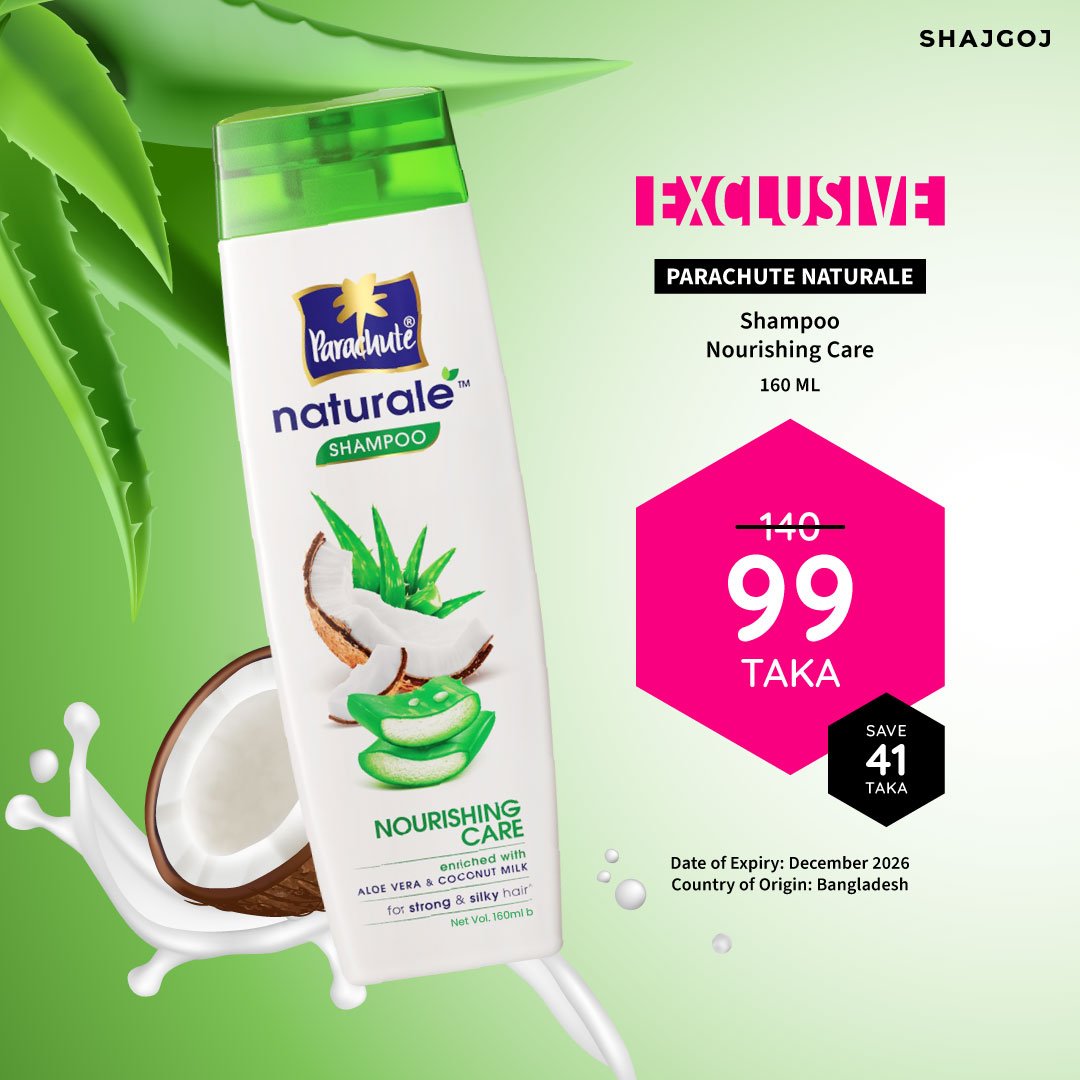 SHAJGOJ
EXCLUSIVE
PARACHUTE NATURALE
Shampoo
Nourishing Care
160 ML
140
99
TAKA
SAVE
41
TAKA
Date of Expiry: December 2026
Country of Origin: Bangladesh
Parachute®
naturale™
SHAMPOO
NOURISHING
CARE
enriched with
ALOE VERA & COCONUT MILK
for strong & silky hair^
Net Vol. 160ml b